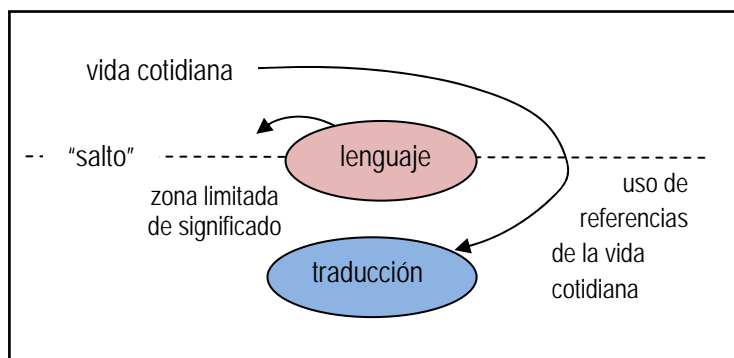 vida cotidiana
lenguaje
“salto”
zona limitada
de significado
uso de
referencias
de la vida
cotidiana
traducción